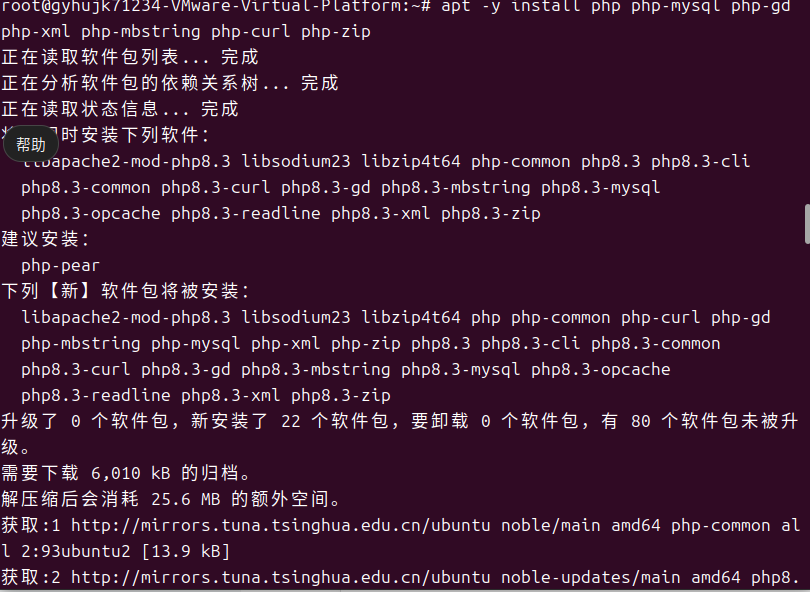 root@gyhujk71234-VMware-Virtual-Platform:~# apt -y install php php-mysql php-gd
php-xml php-mbstring php-curl php-zip
正在读取软件包列表... 完成
正在分析软件包的依赖关系树... 完成
正在读取状态信息... 完成
时安装下列软件：
帮助
libapache2-mod-php8.3 libsodium23 libzip4t64 php-common php8.3 php8.3-cli
php8.3-common php8.3-curl php8.3-gd php8.3-mbstring php8.3-mysql
php8.3-opcache php8.3-readline php8.3-xml php8.3-zip
建议安装：
php-pear
下列【新】软件包将被安装：
libapache2-mod-php8.3 libsodium23 libzip4t64 php php-common php-curl php-gd
php-mbstring php-mysql php-xml php-zip php8.3 php8.3-cli php8.3-common
php8.3-curl php8.3-gd php8.3-mbstring php8.3-mysql php8.3-opcache
php8.3-readline php8.3-xml php8.3-zip
升级了 0 个软件包，新安装了 22 个软件包，要卸载 0 个软件包，有 80 个软件包未被升
级。
需要下载 6,010 kB 的归档。
解压缩后会消耗 25.6 MB 的额外空间。
获取:1 http://mirrors.tuna.tsinghua.edu.cn/ubuntu noble/main amd64 php-common al
l 2:93ubuntu2 [13.9 kB]
获取:2 http://mirrors.tuna.tsinghua.edu.cn/ubuntu noble-updates/main amd64 php8.